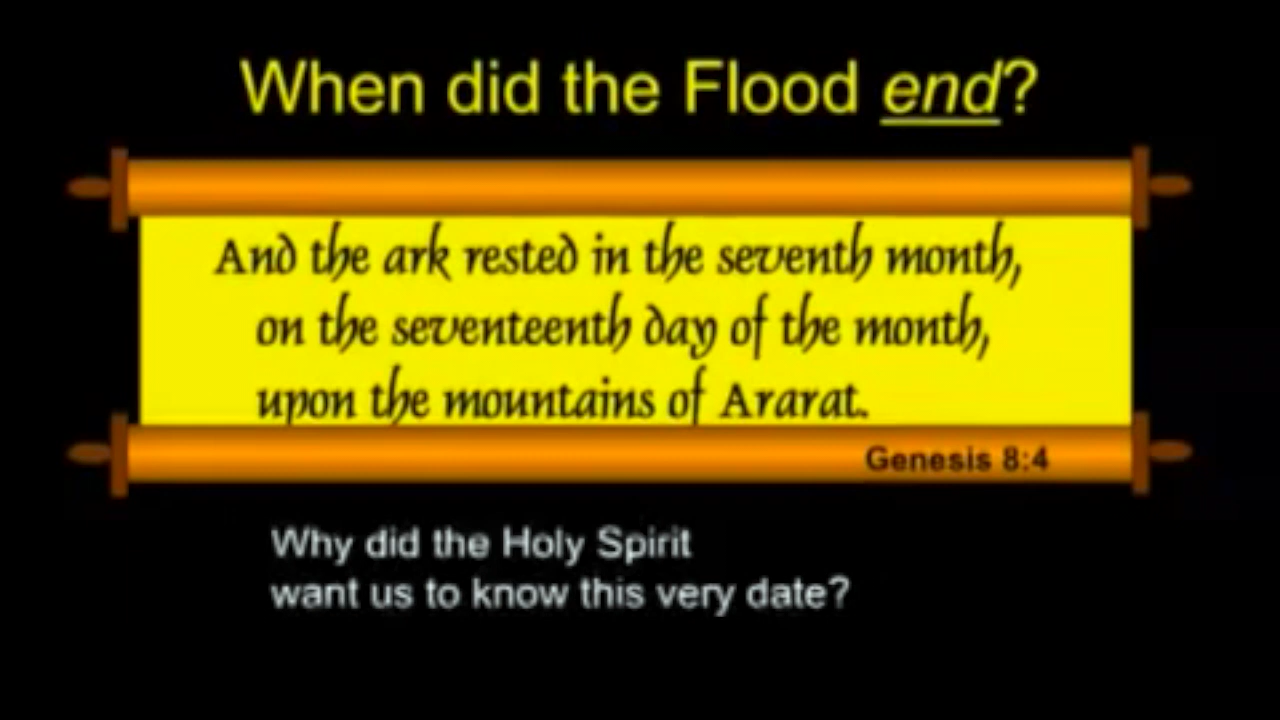 When did the Flood end?
And the ark rested in the seventh month,
on the seventeenth day of the month,
upon the mountains of Ararat.
Genesis 8:4
Why did the Holy Spirit
want us to know this very date?